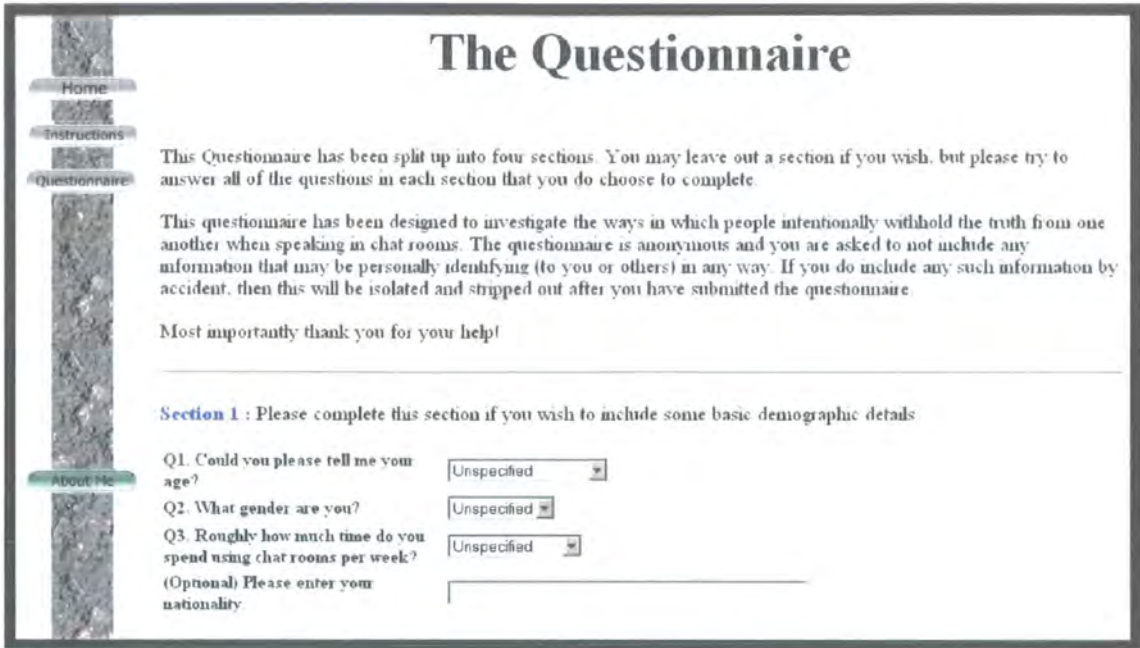 The Questionnaire
Home
Instructions
Questionnaire
This Questionnaire has been split up into four sections. You may leave out a section if you wish, but please try to
answer all of the questions in each section that you do choose to complete.
This questionnaire has been designed to investigate the ways in which people intentionally withhold the truth from one
another when speaking in chat rooms. The questionnaire is anonymous and you are asked to not include any
information that may be personally identifying (to you or others) in any way. If you do include any such information by
accident, then this will be isolated and stripped out after you have submitted the questionnaire.
Most importantly thank you for your help!
Section 1 : Please complete this section if you wish to include some basic demographic details
About Me
Q1. Could you please tell me your
age?
Unspecified
Q2. What gender are you?
Unspecified
Q3. Roughly how much time do you
spend using chat rooms per week?
Unspecified
(Optional) Please enter your
nationality